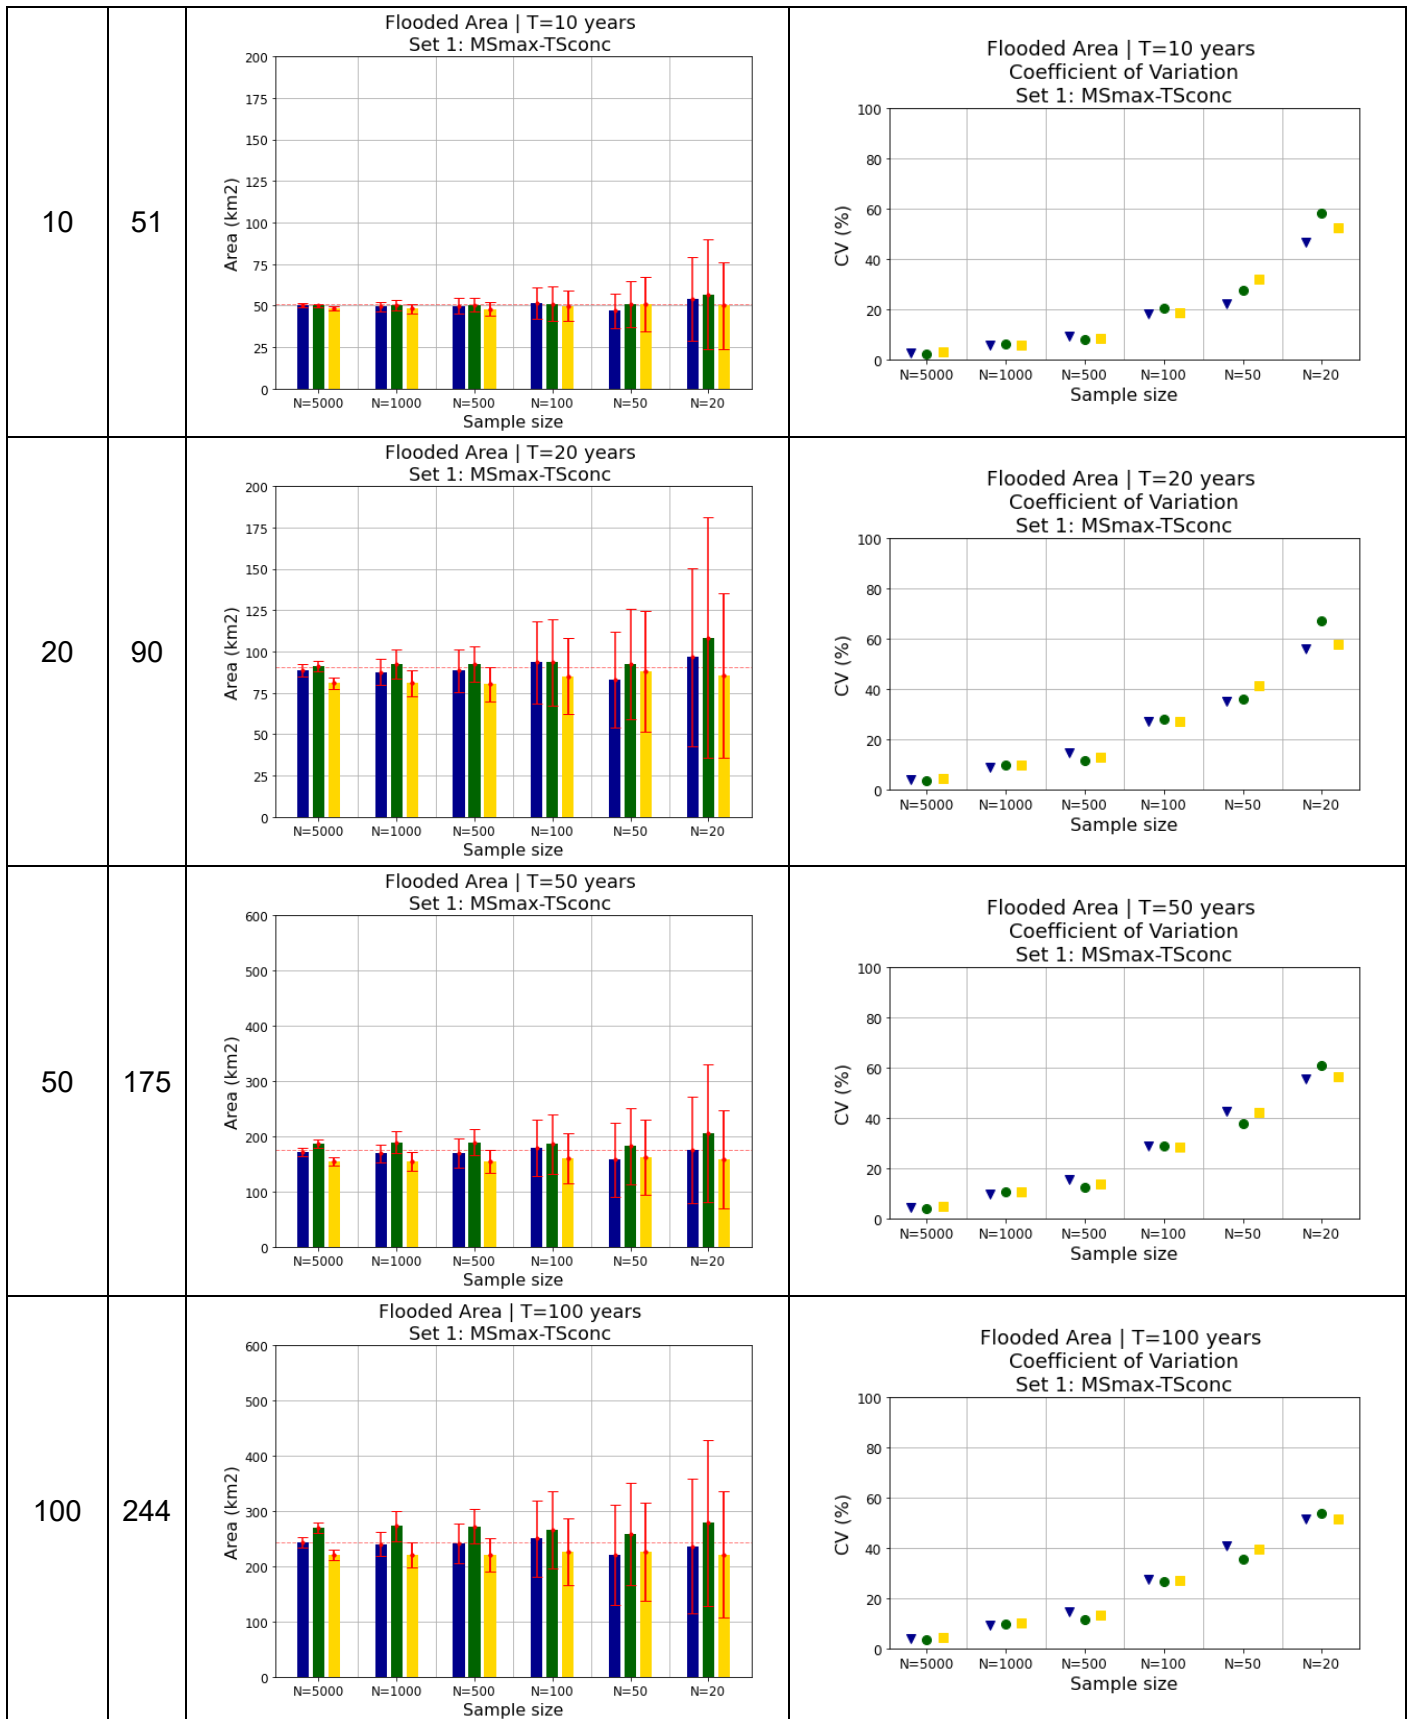 10
51
Flooded Area | T=10 years
Set 1: MSmax-TSconc
200
175
150
125
100
75
50
25
0
Area (km2)
N=5000 N=1000 N=500 N=100 N=50 N=20
Sample size
Flooded Area | T=10 years
Coefficient of Variation
Set 1: MSmax-TSconc
100
80
60
40
20
0
CV (%)
N=5000 N=1000 N=500 N=100 N=50 N=20
Sample size
20
90
Flooded Area | T=20 years
Set 1: MSmax-TSconc
200
175
150
125
100
75
50
25
0
Area (km2)
N=5000 N=1000 N=500 N=100 N=50 N=20
Sample size
Flooded Area | T=20 years
Coefficient of Variation
Set 1: MSmax-TSconc
100
80
60
40
20
0
CV (%)
N=5000 N=1000 N=500 N=100 N=50 N=20
Sample size
50
175
Flooded Area | T=50 years
Set 1: MSmax-TSconc
600
500
400
300
200
100
0
Area (km2)
N=5000 N=1000 N=500 N=100 N=50 N=20
Sample size
Flooded Area | T=50 years
Coefficient of Variation
Set 1: MSmax-TSconc
100
80
60
40
20
0
CV (%)
N=5000 N=1000 N=500 N=100 N=50 N=20
Sample size
100
244
Flooded Area | T=100 years
Set 1: MSmax-TSconc
600
500
400
300
200
100
0
Area (km2)
N=5000 N=1000 N=500 N=100 N=50 N=20
Sample size
Flooded Area | T=100 years
Coefficient of Variation
Set 1: MSmax-TSconc
100
80
60
40
20
0
CV (%)
N=5000 N=1000 N=500 N=100 N=50 N=20
Sample size